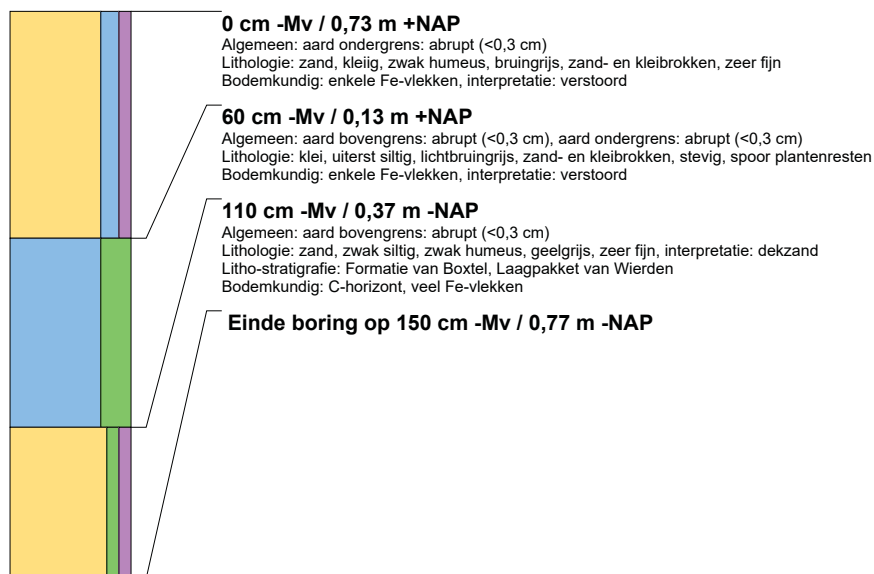 0 cm -Mv / 0,73 m +NAP
Algemeen: aard ondergrens: abrupt (<0,3 cm)
Lithologie: zand, kleiig, zwak humeus, bruingrijs, zand- en kleibrokken, zeer fijn
Bodemkundig: enkele Fe-vlekken, interpretatie: verstoord
60 cm -Mv / 0,13 m +NAP
Algemeen: aard bovengrens: abrupt (<0,3 cm), aard ondergrens: abrupt (<0,3 cm)
Lithologie: klei, uiterst siltig, lichtbruingrijs, zand- en kleibrokken, stevig, spoor plantenresten
Bodemkundig: enkele Fe-vlekken, interpretatie: verstoord
110 cm -Mv / 0,37 m -NAP
Algemeen: aard bovengrens: abrupt (<0,3 cm)
Lithologie: zand, zwak siltig, zwak humeus, geelgrijs, zeer fijn, interpretatie: dekzand
Litho-stratigrafie: Formatie van Boxtel, Laagpakket van Wierden
Bodemkundig: C-horizont, veel Fe-vlekken
Einde boring op 150 cm -Mv / 0,77 m -NAP